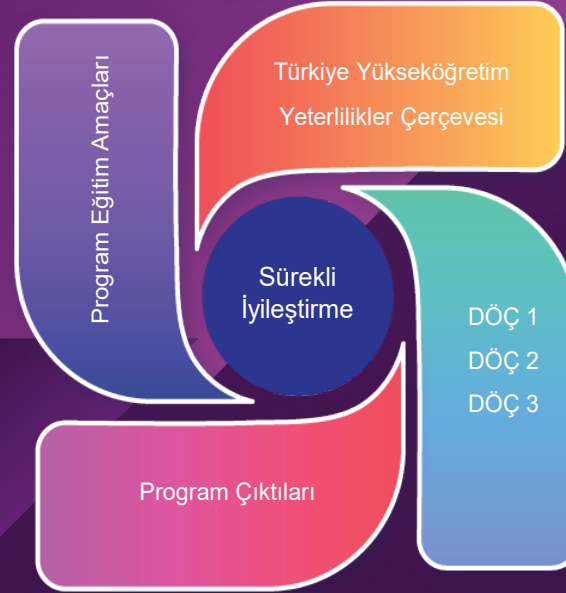 Program Eğitim Amaçları
Türkiye Yükseköğretim
Yeterlilikler Çerçevesi
Sürekli
İyileştirme
DÖÇ 1
DÖÇ 2
DÖÇ 3
Program Çıktıları